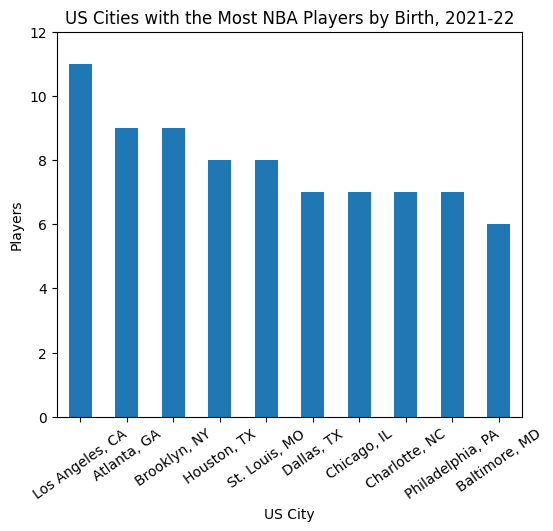 US Cities with the Most NBA Players by Birth, 2021-22
12
10
8
6
4
2
0
Players
Los Angeles, CA
Atlanta, GA
Brooklyn, NY
Houston, TX
St. Louis, MO
Dallas, TX
Chicago, IL
Charlotte, NC
Philadelphia, PA
Baltimore, MD
US City